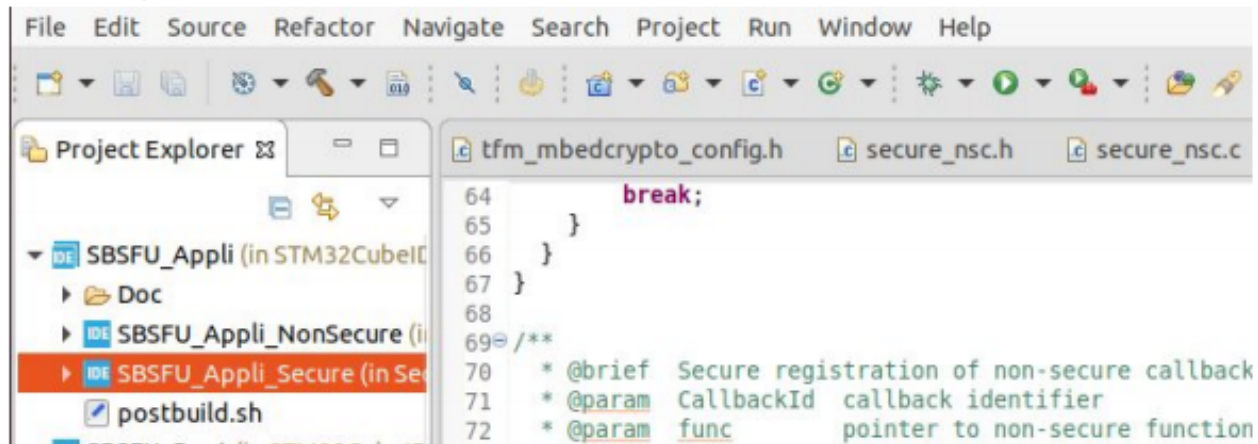 File Edit Source Refactor Navigate Search Project Run Window Help
010
Project Explorer
tfm_mbedcrypto_config.h
secure_nsc.h
secure_nsc.c
SBSFU_Appli (in STM32CubeID
Doc
SBSFU_Appli_NonSecure (i
SBSFU_Appli_Secure (in Sec
postbuild.sh
64 break;
65 }
66 }
67 }
68
69 /**
70 * @brief Secure registration of non-secure callback
71 * @param CallbackId callback identifier
72 * @param func pointer to non-secure function